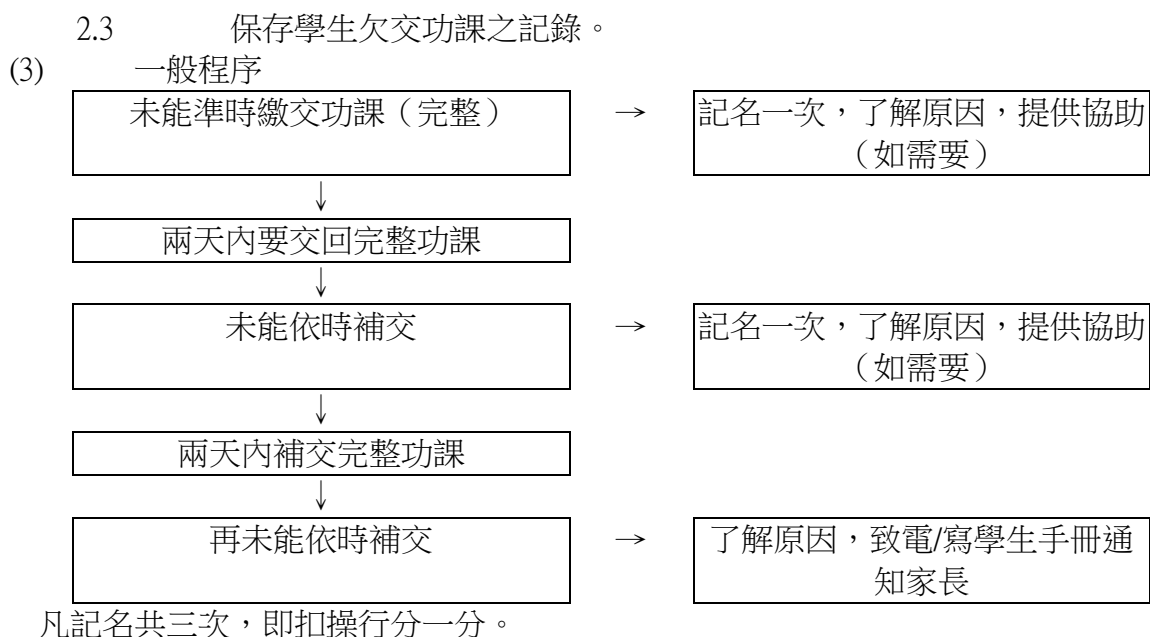 2.3 保存學生欠交功課之記錄。
(3) 一般程序
未能準時繳交功課（完整） → 記名一次，了解原因，提供協助
（如需要）
↓
兩天內要交回完整功課
↓
未能依時補交 → 記名一次，了解原因，提供協助
（如需要）
↓
兩天內補交完整功課
↓
再未能依時補交 → 了解原因，致電/寫學生手冊通
知家長
凡記名共三次，即扣操行分一分。